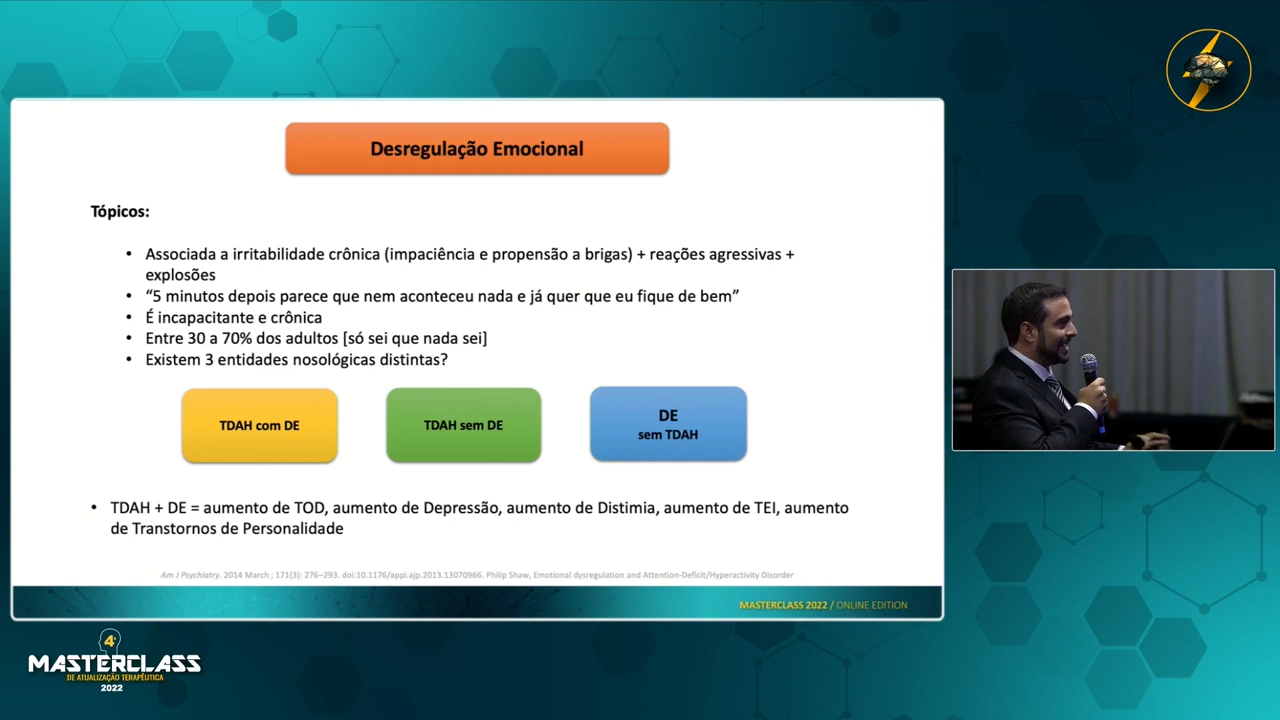 Desregulação Emocional
Tópicos:
• Associada a irritabilidade crônica (impaciência e propensão a brigas) + reações agressivas +
explosões
• “5 minutos depois parece que nem aconteceu nada e já quer que eu fique de bem”
• É incapacitante e crônica
• Entre 30 a 70% dos adultos [só sei que nada sei]
• Existem 3 entidades nosológicas distintas?
TDAH com DE
TDAH sem DE
DE
sem TDAH
• TDAH + DE = aumento de TOD, aumento de Depressão, aumento de Distimia, aumento de TEI, aumento
de Transtornos de Personalidade
Am J Psychiatry. 2014 March ; 171(3): 276–293. doi:10.1176/appi.ajp.2013.13070966. Philip Shaw, Emotional dysregulation and Attention-Deficit/Hyperactivity Disorder
MASTERCLASS 2022 / ONLINE EDITION
4ª
MASTERCLASS
DE ATUALIZAÇÃO TERAPÊUTICA
2022